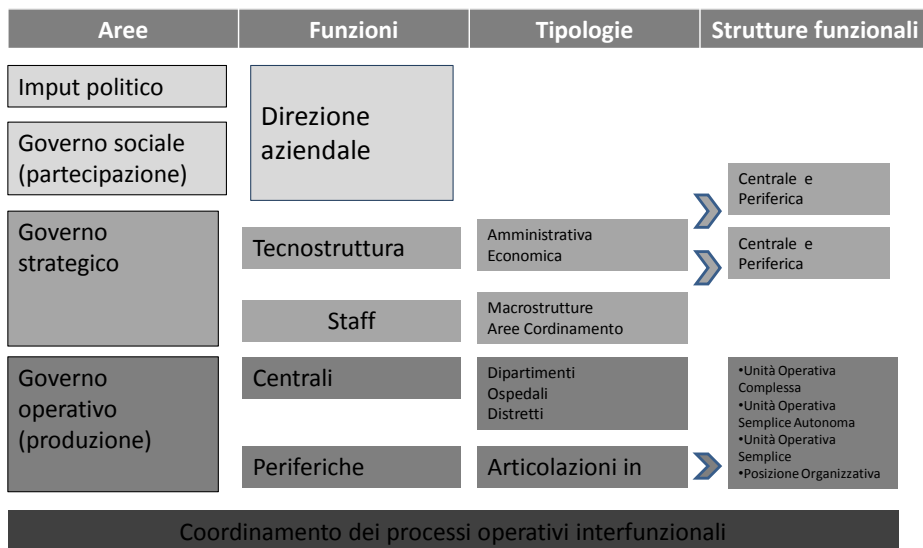 Aree
Funzioni
Tipologie
Strutture funzionali
Imput politico
Direzione
aziendale
Governo sociale
(partecipazione)
Centrale e
Periferica
Governo
strategico
Tecnostruttura
Amministrativa
Economica
Centrale e
Periferica
Staff
Macrostrutture
Aree Cordinamento
Governo
operativo
(produzione)
Centrali
Dipartimenti
Ospedali
Distretti
•Unità Operativa
Complessa
•Unità Operativa
Semplice Autonoma
•Unità Operativa
Semplice
•Posizione Organizzativa
Periferiche
Articolazioni in
Coordinamento dei processi operativi interfunzionali